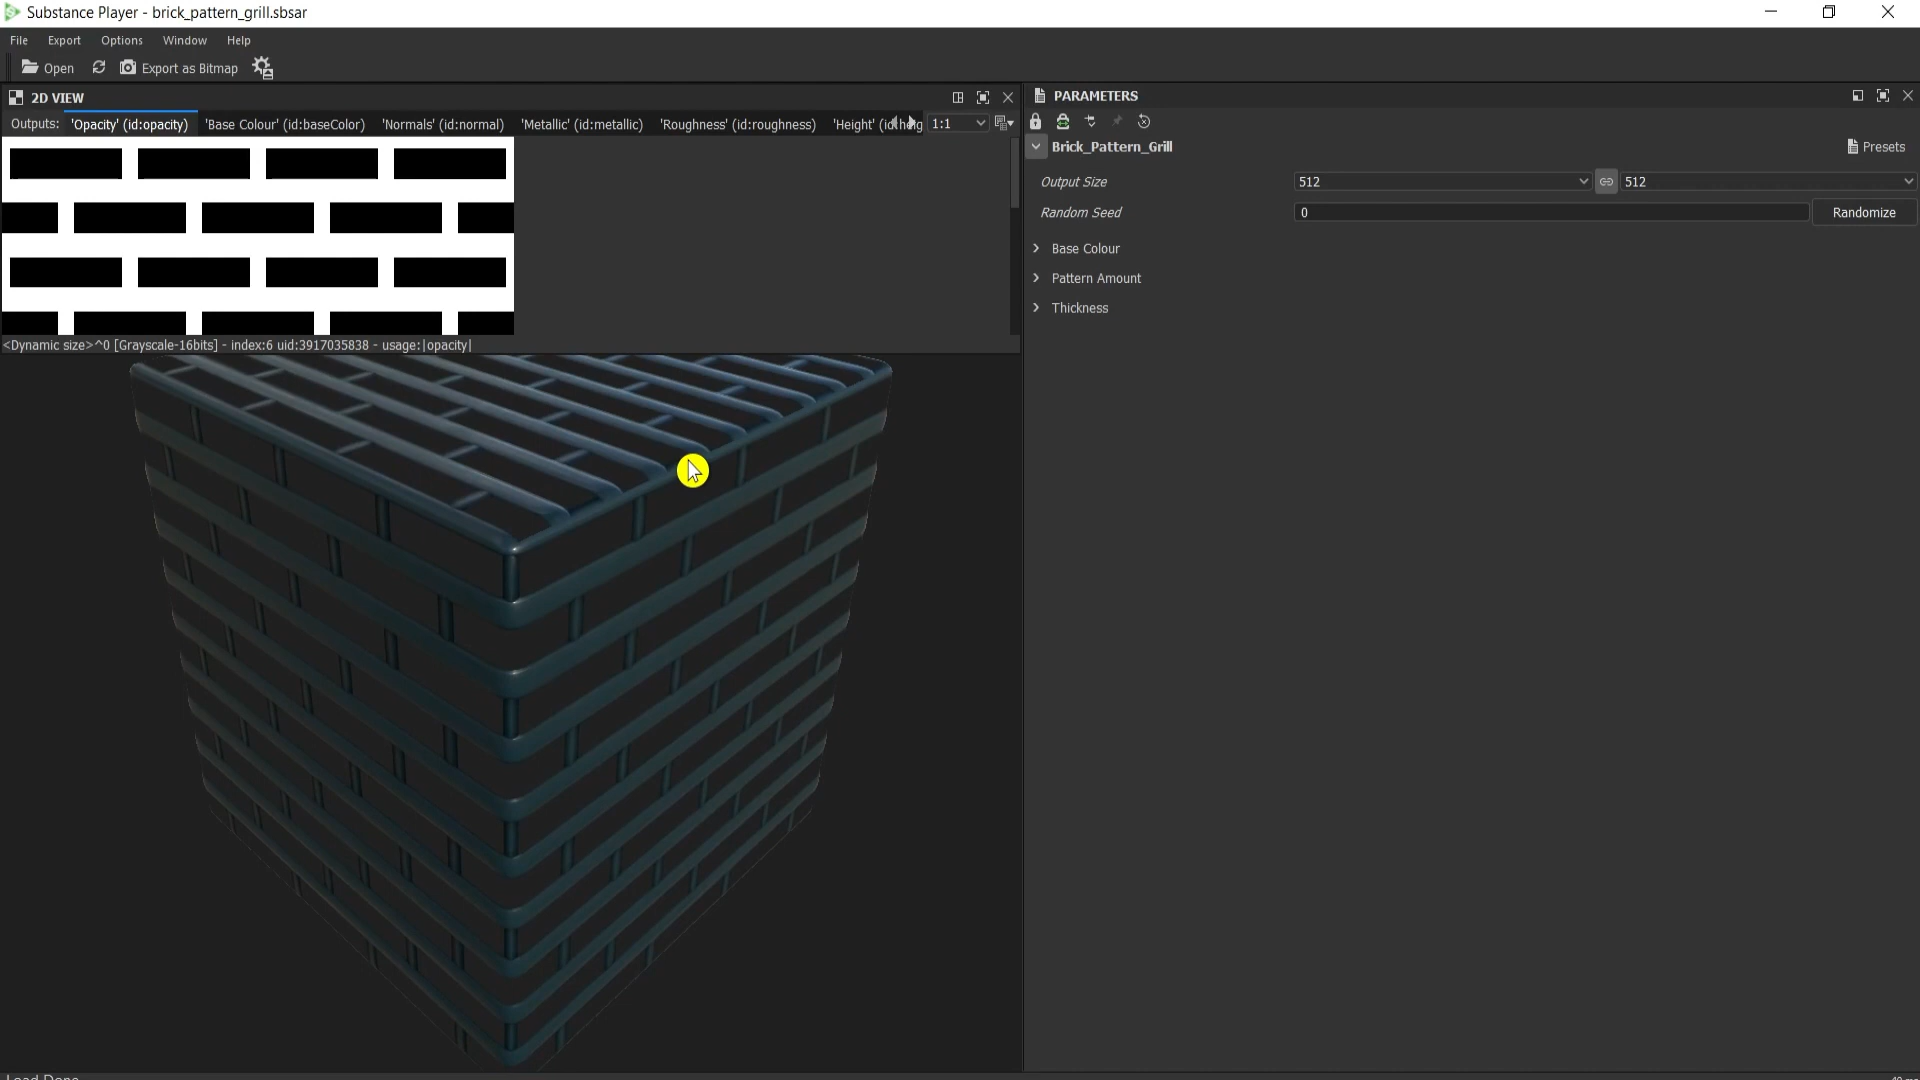 Substance Player - brick_pattern_grill.sbsar
File Export Options Window Help
Open Export as Bitmap
2D VIEW
Outputs: 'Opacity' (id:opacity) 'Base Colour' (id:baseColor) 'Normals' (id:normal) 'Metallic' (id:metallic) 'Roughness' (id:roughness) 'Height' 1:1
<Dynamic size>^0 [Grayscale-16bits] - index:6 uid:3917035838 - usage:|opacity|
PARAMETERS
Brick_Pattern_Grill Presets
Output Size 512 512
Random Seed 0 Randomize
Base Colour
Pattern Amount
Thickness
Load Done